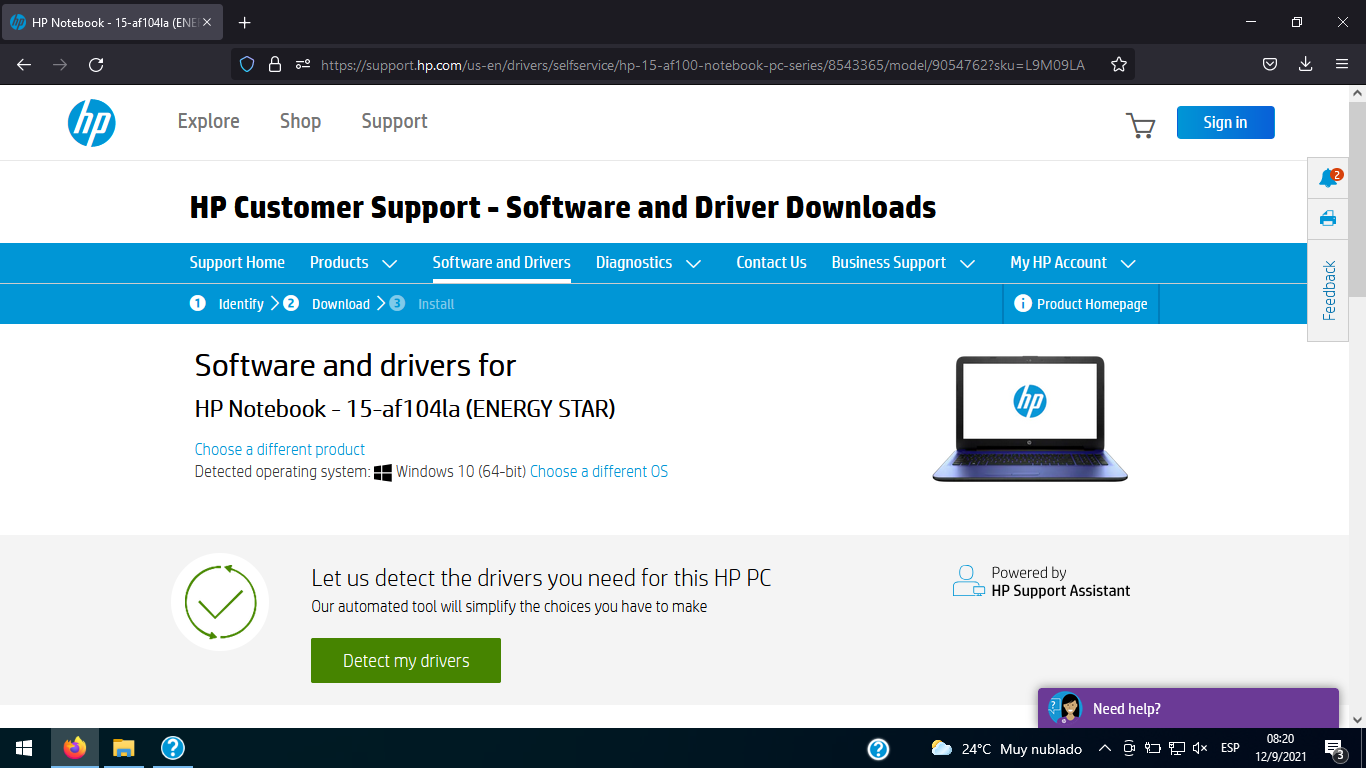 HP Notebook - 15-af104la (ENE
https://support.hp.com/us-en/drivers/selfservice/hp-15-af100-notebook-pc-series/8543365/model/9054762?sku=L9M09LA
hp
Explore
Shop
Support
Sign in
2
HP Customer Support - Software and Driver Downloads
Support Home
Products
Software and Drivers
Diagnostics
Contact Us
Business Support
My HP Account
Feedback
1 Identify
2 Download
3 Install
Product Homepage
Software and drivers for
HP Notebook - 15-af104la (ENERGY STAR)
hp
Choose a different product
Detected operating system: Windows 10 (64-bit) Choose a different OS
Let us detect the drivers you need for this HP PC
Our automated tool will simplify the choices you have to make
Detect my drivers
Powered by
HP Support Assistant
Need help?
24°C Muy nublado
ESP
08:20
12/9/2021
3